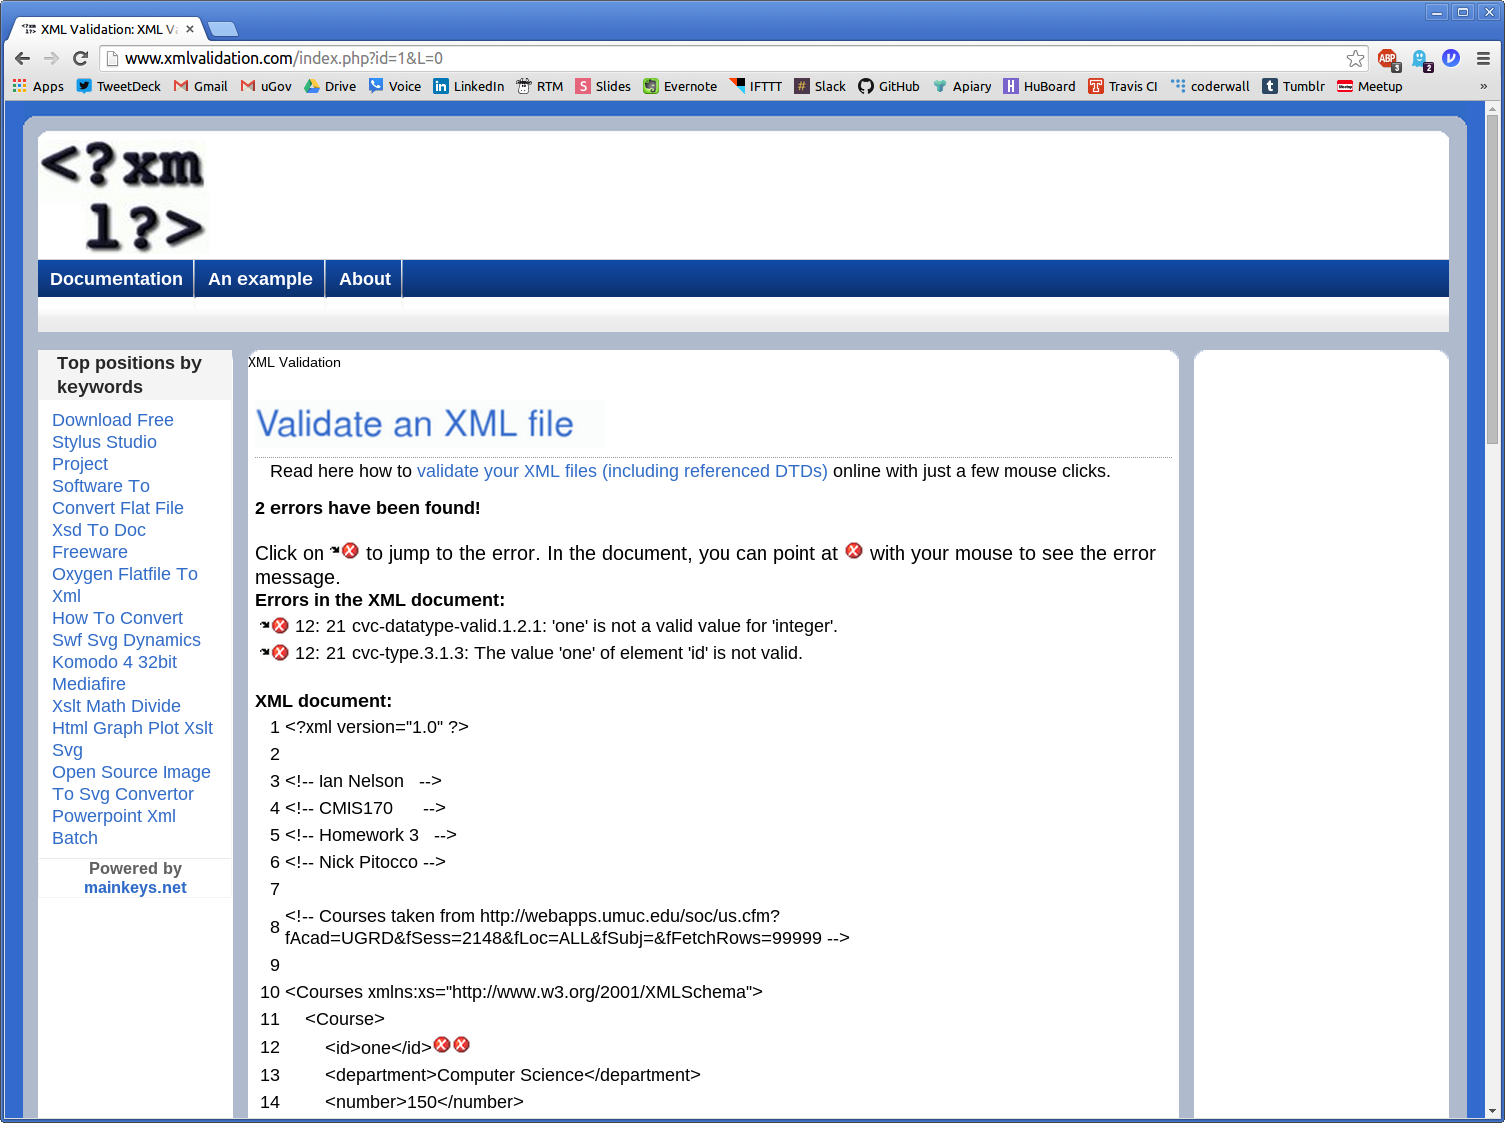 XML Validation: XML V
www.xmlvalidation.com/index.php?id=1&L=0
ABP 3 2
Apps TweetDeck Gmail uGov Drive Voice LinkedIn RTM Slides Evernote IFTTT Slack GitHub Apiary HuBoard Travis CI coderwall Tumblr Meetup »
<?xm
l?>
Documentation An example About
Top positions by
keywords
Download Free
Stylus Studio
Project
Software To
Convert Flat File
Xsd To Doc
Freeware
Oxygen Flatfile To
Xml
How To Convert
Swf Svg Dynamics
Komodo 4 32bit
Mediafire
Xslt Math Divide
Html Graph Plot Xslt
Svg
Open Source Image
To Svg Convertor
Powerpoint Xml
Batch
Powered by
mainkeys.net
XML Validation
Validate an XML file
Read here how to validate your XML files (including referenced DTDs) online with just a few mouse clicks.
2 errors have been found!
Click on to jump to the error. In the document, you can point at with your mouse to see the error
message.
Errors in the XML document:
12: 21 cvc-datatype-valid.1.2.1: 'one' is not a valid value for 'integer'.
12: 21 cvc-type.3.1.3: The value 'one' of element 'id' is not valid.
XML document:
1 <?xml version="1.0" ?>
2
3 <!-- Ian Nelson   -->
4 <!-- CMIS170      -->
5 <!-- Homework 3   -->
6 <!-- Nick Pitocco -->
7
8 <!-- Courses taken from http://webapps.umuc.edu/soc/us.cfm?
fAcad=UGRD&fSess=2148&fLoc=ALL&fSubj=&fFetchRows=99999 -->
9
10 <Courses xmlns:xs="http://www.w3.org/2001/XMLSchema">
11 <Course>
12 <id>one</id>
13 <department>Computer Science</department>
14 <number>150</number>